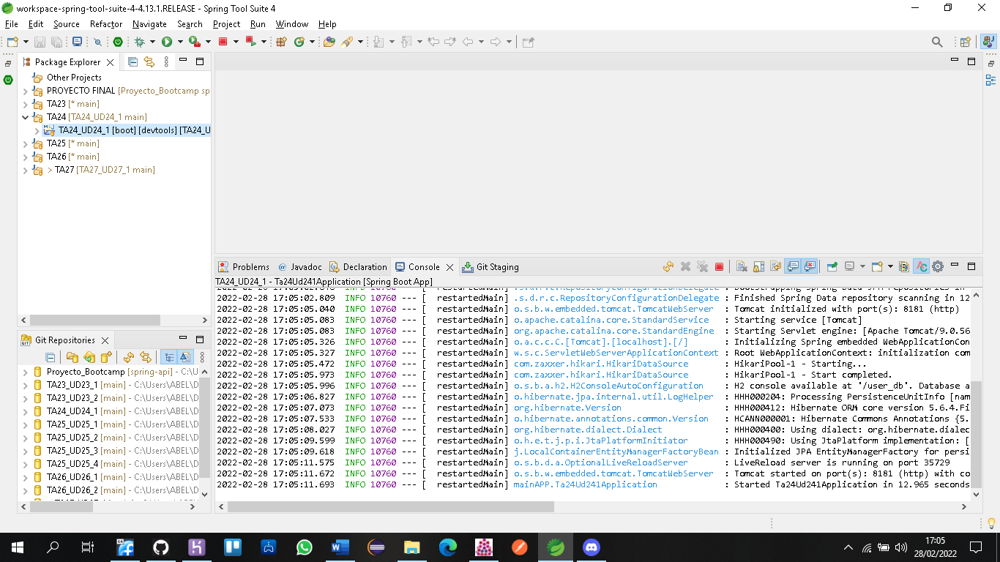 workspace-spring-tool-suite-4-4.13.1.RELEASE - Spring Tool Suite 4
File Edit Source Refactor Navigate Search Project Run Window Help
Package Explorer
Other Projects
PROYECTO FINAL [Proyecto_Bootcamp sp
TA23 [* main]
TA24 [TA24_UD24_1 main]
TA24_UD24_1 [boot] [devtools] [TA24_U
TA25 [* main]
TA26 [* main]
> TA27 [TA27_UD27_1 main]
Git Repositories
Proyecto_Bootcamp [spring-api] - C:\U
TA23_UD23_1 [main] - C:\Users\ABEL\D
TA23_UD23_2 [main] - C:\Users\ABEL\D
TA24_UD24_1 [main] - C:\Users\ABEL\D
TA25_UD25_1 [main] - C:\Users\ABEL\D
TA25_UD25_2 [main] - C:\Users\ABEL\D
TA25_UD25_3 [main] - C:\Users\ABEL\D
TA25_UD25_4 [main] - C:\Users\ABEL\D
TA26_UD26_1 [main] - C:\Users\ABEL\D
TA26_UD26_2 [main] - C:\Users\ABEL\D
Problems Javadoc Declaration Console Git Staging
TA24_UD24_1 - Ta24Ud241Application [Spring Boot App]
2022-02-28 17:05:02.809 INFO 10760 --- [ restartedMain] .s.d.r.c.RepositoryConfigurationDelegate : Finished Spring Data repository scanning in 12
2022-02-28 17:05:05.040 INFO 10760 --- [ restartedMain] o.s.b.w.embedded.tomcat.TomcatWebServer : Tomcat initialized with port(s): 8181 (http)
2022-02-28 17:05:05.083 INFO 10760 --- [ restartedMain] o.apache.catalina.core.StandardService : Starting service [Tomcat]
2022-02-28 17:05:05.083 INFO 10760 --- [ restartedMain] org.apache.catalina.core.StandardEngine : Starting Servlet engine: [Apache Tomcat/9.0.56
2022-02-28 17:05:05.326 INFO 10760 --- [ restartedMain] o.a.c.c.C.[Tomcat].[localhost].[/] : Initializing Spring embedded WebApplicationCon
2022-02-28 17:05:05.327 INFO 10760 --- [ restartedMain] w.s.c.ServletWebServerApplicationContext : Root WebApplicationContext: initialization com
2022-02-28 17:05:05.472 INFO 10760 --- [ restartedMain] com.zaxxer.hikari.HikariDataSource : HikariPool-1 - Starting...
2022-02-28 17:05:05.973 INFO 10760 --- [ restartedMain] com.zaxxer.hikari.HikariDataSource : HikariPool-1 - Start completed.
2022-02-28 17:05:05.996 INFO 10760 --- [ restartedMain] o.s.b.a.h2.H2ConsoleAutoConfiguration : H2 console available at '/user_db'. Database a
2022-02-28 17:05:06.827 INFO 10760 --- [ restartedMain] o.hibernate.jpa.internal.util.LogHelper : HHH000204: Processing PersistenceUnitInfo [nam
2022-02-28 17:05:07.073 INFO 10760 --- [ restartedMain] org.hibernate.Version : HHH000412: Hibernate ORM core version 5.6.4.Fi
2022-02-28 17:05:07.533 INFO 10760 --- [ restartedMain] o.hibernate.annotations.common.Version : HCANN000001: Hibernate Commons Annotations {5.
2022-02-28 17:05:08.027 INFO 10760 --- [ restartedMain] org.hibernate.dialect.Dialect : HHH000400: Using dialect: org.hibernate.dialec
2022-02-28 17:05:09.599 INFO 10760 --- [ restartedMain] o.h.e.t.j.p.i.JtaPlatformInitiator : HHH000490: Using JtaPlatform implementation: [
2022-02-28 17:05:09.618 INFO 10760 --- [ restartedMain] j.LocalContainerEntityManagerFactoryBean : Initialized JPA EntityManagerFactory for persi
2022-02-28 17:05:11.575 INFO 10760 --- [ restartedMain] o.s.b.d.a.OptionalLiveReloadServer : LiveReload server is running on port 35729
2022-02-28 17:05:11.672 INFO 10760 --- [ restartedMain] o.s.b.w.embedded.tomcat.TomcatWebServer : Tomcat started on port(s): 8181 (http) with co
2022-02-28 17:05:11.693 INFO 10760 --- [ restartedMain] mainAPP.Ta24Ud241Application : Started Ta24Ud241Application in 12.965 seconds
17:05
28/02/2022